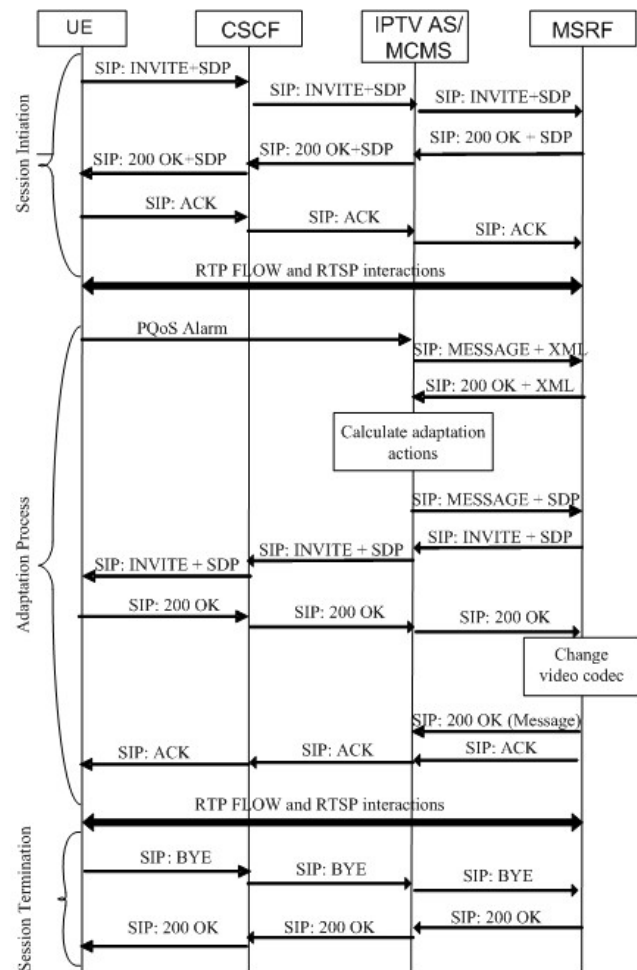 UE
CSCF
IPTV AS/
MCMS
MSRF
Session Intiation
SIP: INVITE+SDP
SIP: INVITE+SDP
SIP: INVITE+SDP
SIP: 200 OK + SDP
SIP: 200 OK+SDP
SIP: 200 OK+SDP
SIP: ACK
SIP: ACK
SIP: ACK
RTP FLOW and RTSP interactions
Adaptation Process
PQoS Alarm
SIP: MESSAGE + XML
SIP: 200 OK + XML
Calculate adaptation
actions
SIP: MESSAGE + SDP
SIP: INVITE + SDP
SIP: INVITE + SDP
SIP: INVITE + SDP
SIP: 200 OK
SIP: 200 OK
SIP: 200 OK
Change
video codec
SIP: 200 OK (Message)
SIP: ACK
SIP: ACK
SIP: ACK
RTP FLOW and RTSP interactions
Session Termination
SIP: BYE
SIP: BYE
SIP: BYE
SIP: 200 OK
SIP: 200 OK
SIP: 200 OK